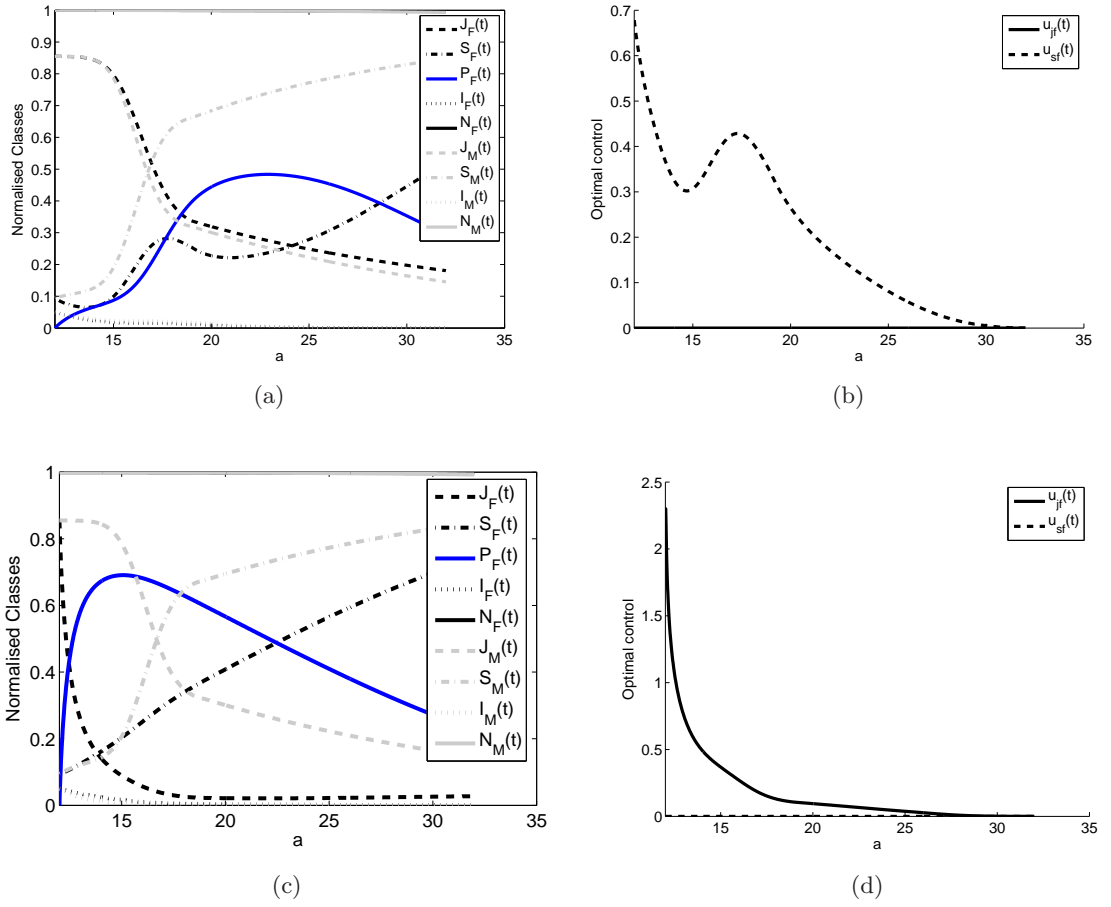 1
0.9
0.8
0.7
0.6
0.5
0.4
0.3
0.2
0.1
0
15 20 25 30 35
a
Normalised Classes
J_F(t)
S_F(t)
P_F(t)
I_F(t)
N_F(t)
J_M(t)
S_M(t)
I_M(t)
N_M(t)
(a)
0.7
0.6
0.5
0.4
0.3
0.2
0.1
0
15 20 25 30 35
a
Optimal control
u_jf(t)
u_sf(t)
(b)
1
0.8
0.6
0.4
0.2
0
15 20 25 30 35
a
Normalised Classes
J_F(t)
S_F(t)
P_F(t)
I_F(t)
N_F(t)
J_M(t)
S_M(t)
I_M(t)
N_M(t)
(c)
2.5
2
1.5
1
0.5
0
15 20 25 30 35
a
Optimal control
u_jf(t)
u_sf(t)
(d)